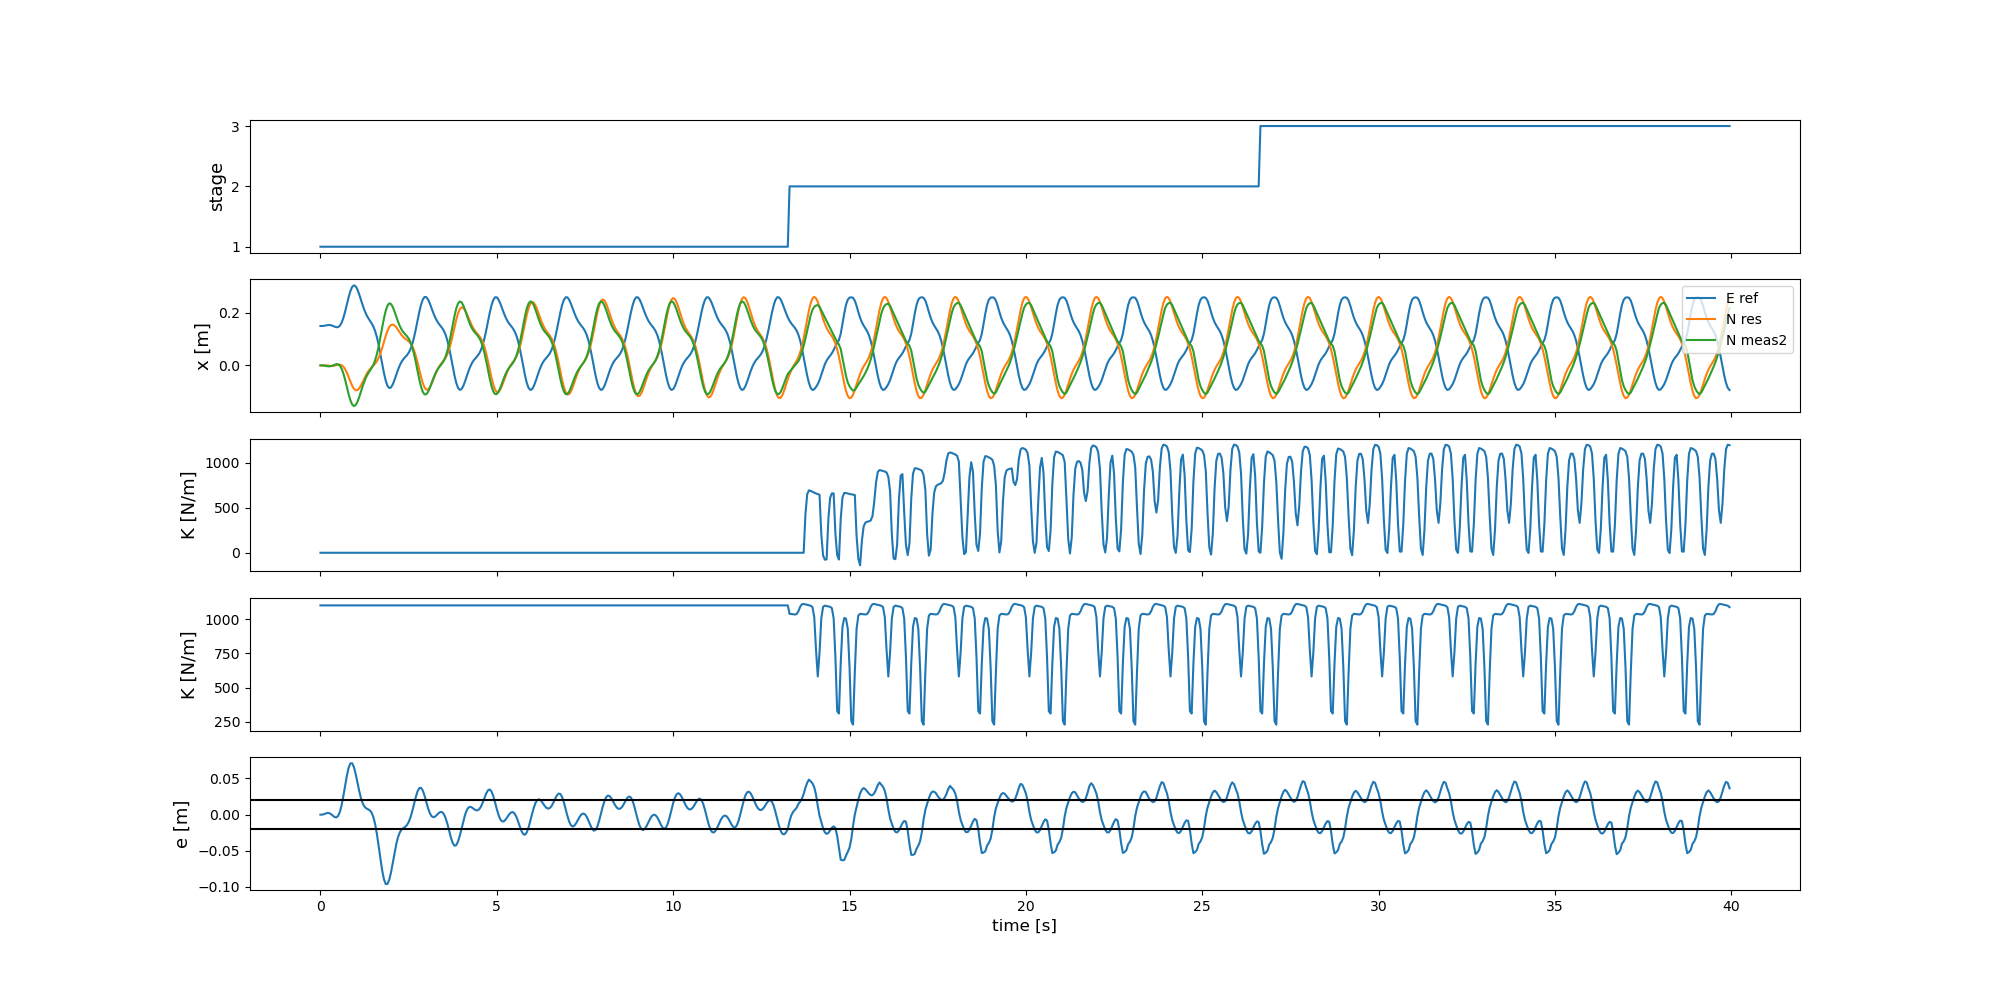 3
2
1
stage
0.2
0.0
x [m]
E ref
N res
N meas2
1000
500
0
K [N/m]
1000
750
500
250
K [N/m]
0.05
0.00
−0.05
−0.10
e [m]
0 5 10 15 20 25 30 35 40
time [s]